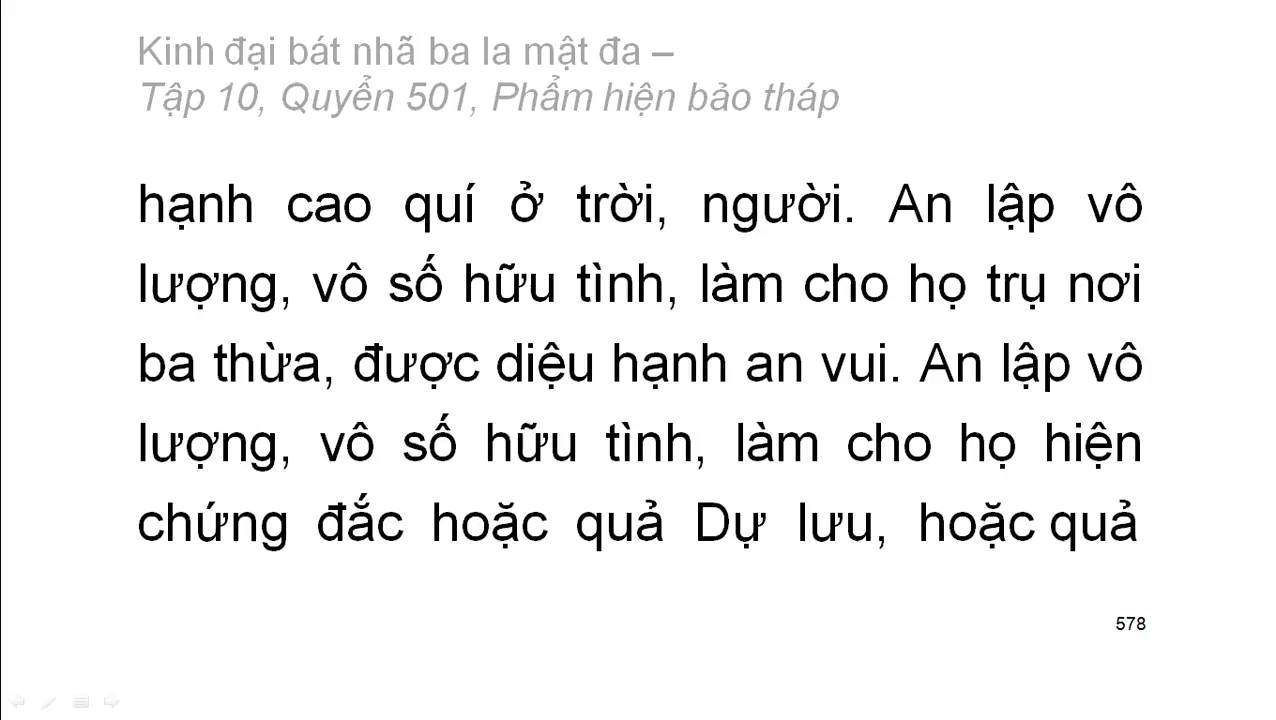 Kinh đại bát nhã ba la mật đa –
Tập 10, Quyển 501, Phẩm hiện bảo tháp
hạnh cao quí ở trời, người. An lập vô
lượng, vô số hữu tình, làm cho họ trụ nơi
ba thừa, được diệu hạnh an vui. An lập vô
lượng, vô số hữu tình, làm cho họ hiện
chứng đắc hoặc quả Dự lưu, hoặc quả
578